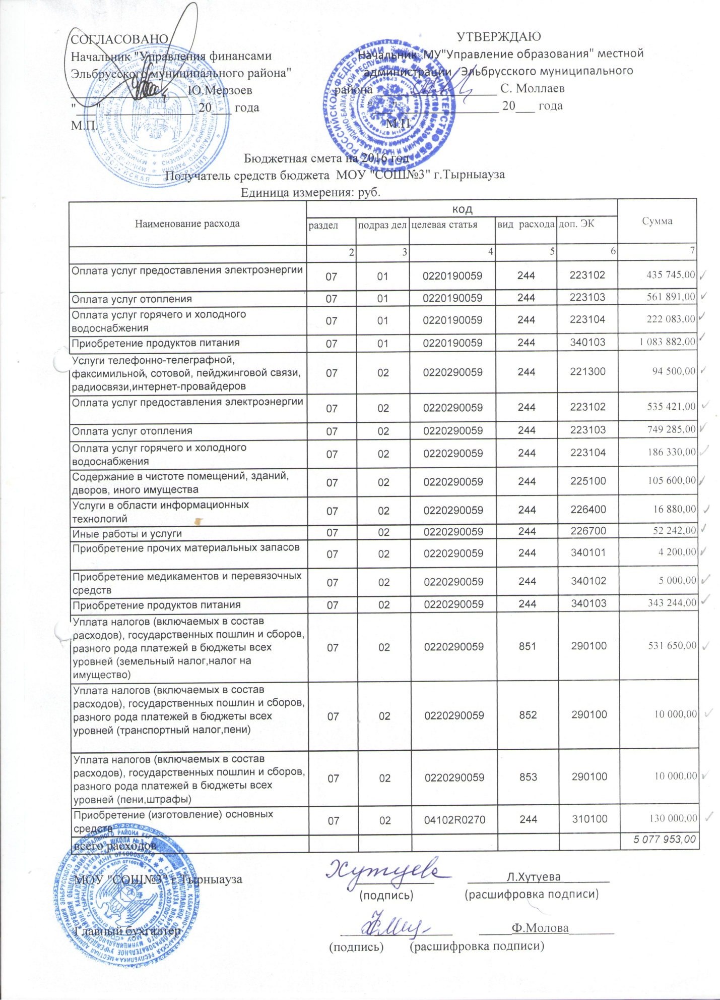 СОГЛАСОВАНО
Начальник "Управления финансами
Эльбрусского муниципального района"
__________________Ю.Мерзоев
"___" ______________ 20___ года
М.П.
УТВЕРЖДАЮ
Начальник МУ"Управление образования" местной
администрации Эльбрусского муниципального
района __________________ С. Моллаев
"___" ________________ 20___ года
М.П.
Бюджетная смета на 2016 год
Получатель средств бюджета МОУ "СОШ№3" г.Тырныауза
Единица измерения: руб.
Наименование расхода код Сумма
раздел подраз дел целевая статья вид расхода доп. ЭК
2 3 4 5 6 7
Оплата услуг предоставления электроэнергии 07 01 0220190059 244 223102 435 745,00
Оплата услуг отопления 07 01 0220190059 244 223103 561 891,00
Оплата услуг горячего и холодного
водоснабжения 07 01 0220190059 244 223104 222 083,00
Приобретение продуктов питания 07 01 0220190059 244 340103 1 083 882,00
Услуги телефонно-телеграфной,
факсимильной, сотовой, пейджинговой связи,
радиосвязи,интернет-провайдеров 07 02 0220290059 244 221300 94 500,00
Оплата услуг предоставления электроэнергии 07 02 0220290059 244 223102 535 421,00
Оплата услуг отопления 07 02 0220290059 244 223103 749 285,00
Оплата услуг горячего и холодного
водоснабжения 07 02 0220290059 244 223104 186 330,00
Содержание в чистоте помещений, зданий,
дворов, иного имущества 07 02 0220290059 244 225100 105 600,00
Услуги в области информационных
технологий 07 02 0220290059 244 226400 16 880,00
Иные работы и услуги 07 02 0220290059 244 226700 52 242,00
Приобретение прочих материальных запасов 07 02 0220290059 244 340101 4 200,00
Приобретение медикаментов и перевязочных
средств 07 02 0220290059 244 340102 5 000,00
Приобретение продуктов питания 07 02 0220290059 244 340103 343 244,00
Уплата налогов (включаемых в состав
расходов), государственных пошлин и сборов,
разного рода платежей в бюджеты всех
уровней (земельный налог,налог на
имущество) 07 02 0220290059 851 290100 531 650,00
Уплата налогов (включаемых в состав
расходов), государственных пошлин и сборов,
разного рода платежей в бюджеты всех
уровней (транспортный налог,пени) 07 02 0220290059 852 290100 10 000,00
Уплата налогов (включаемых в состав
расходов), государственных пошлин и сборов,
разного рода платежей в бюджеты всех
уровней (пени,штрафы) 07 02 0220290059 853 290100 10 000,00
Приобретение (изготовление) основных
средств 07 02 04102R0270 244 310100 130 000,00
всего расходов 5 077 953,00
МОУ "СОШ№3" г.Тырныауза Хутуева Л.Хутуева
(подпись) (расшифровка подписи)
Главный бухгалтер Ф.Молова
(подпись) (расшифровка подписи)